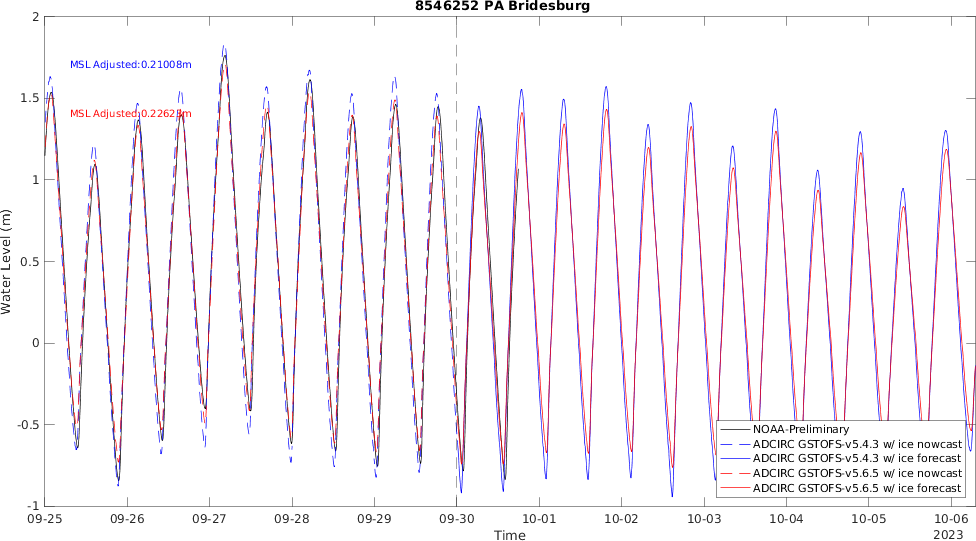 8546252 PA Bridesburg
2
1.5
1
0.5
0
-0.5
-1
Water Level (m)
MSL Adjusted:0.21008m
MSL Adjusted:0.22628m
NOAA-Preliminary
ADCIRC GSTOFS-v5.4.3 w/ ice nowcast
ADCIRC GSTOFS-v5.4.3 w/ ice forecast
ADCIRC GSTOFS-v5.6.5 w/ ice nowcast
ADCIRC GSTOFS-v5.6.5 w/ ice forecast
09-25 09-26 09-27 09-28 09-29 09-30 10-01 10-02 10-03 10-04 10-05 10-06
Time
2023